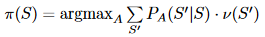 π(S) = argmax_A ∑_{S'} P_A(S'|S) · ν(S')